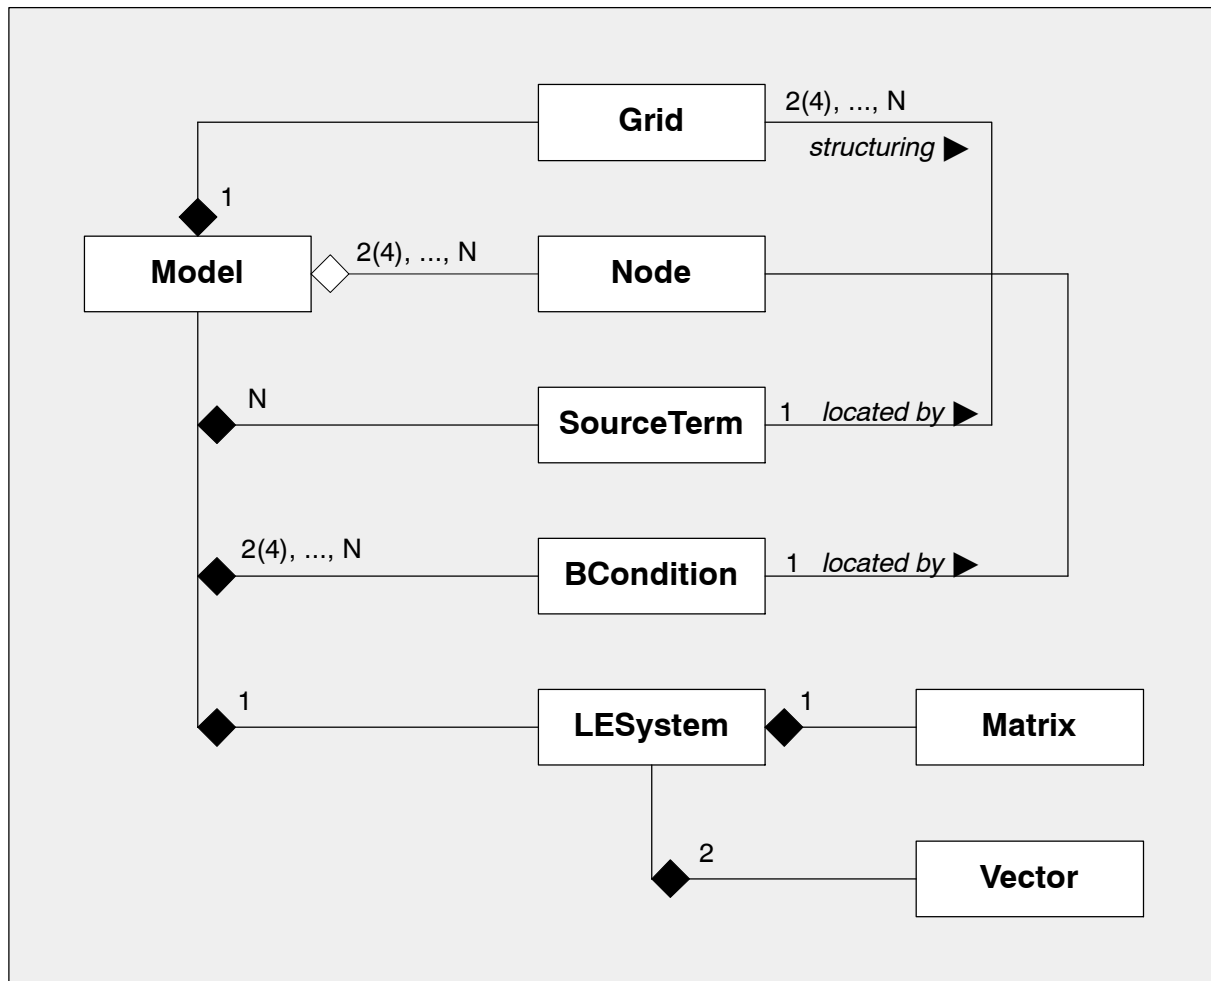 Grid
2(4), ..., N
structuring
1
Model
2(4), ..., N
Node
N
SourceTerm
1 located by
2(4), ..., N
BCondition
1 located by
1
LESystem
1
Matrix
2
Vector